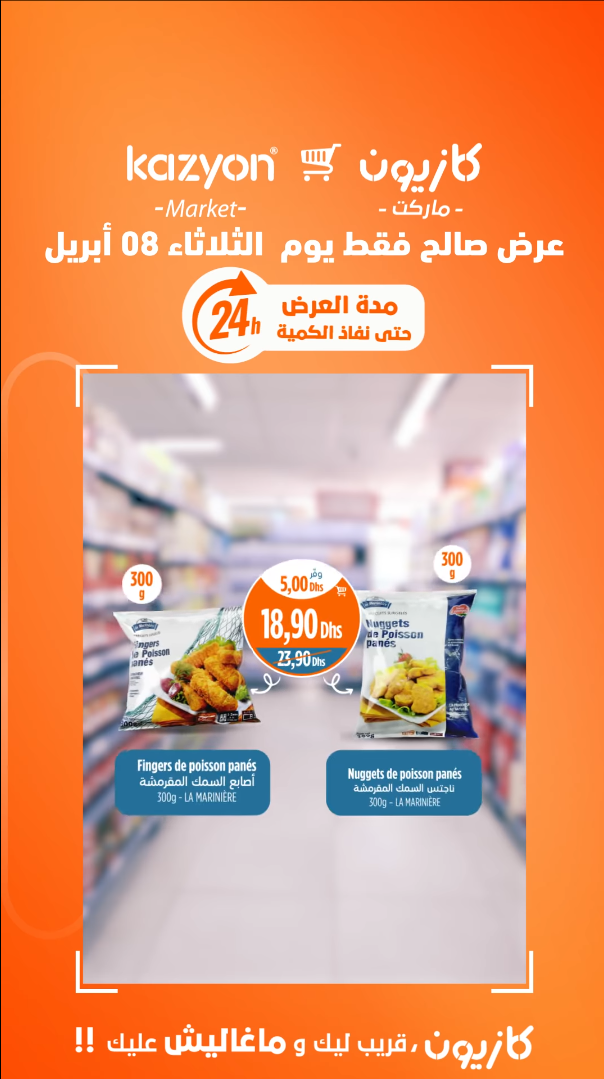 kazyon® كازيون
-Market- - ماركت -
عرض صالح فقط يوم الثلاثاء 08 أبريل
24h مدة العرض
حتى نفاذ الكمية
300
g
300
g
وفر
5,00 Dhs
18,90 Dhs
23,90 Dhs
La Marinière
Fingers
de Poisson
panés
Nuggets
de Poisson
panés
Fingers de poisson panés
أصابع السمك المقرمشة
300g - LA MARINIÈRE
Nuggets de poisson panés
ناجتس السمك المقرمشة
300g – LA MARINIÈRE
كازيون، قريب ليك و ماغاليش عليك !!